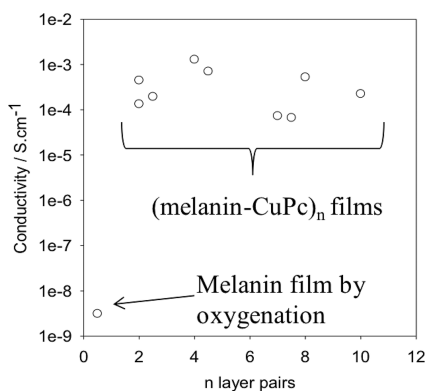 1e-2
1e-3
1e-4
1e-5
1e-6
1e-7
1e-8
1e-9
Conductivity / S.cm⁻¹
(melanin-CuPc)ₙ films
Melanin film by
oxygenation
0 2 4 6 8 10 12
n layer pairs